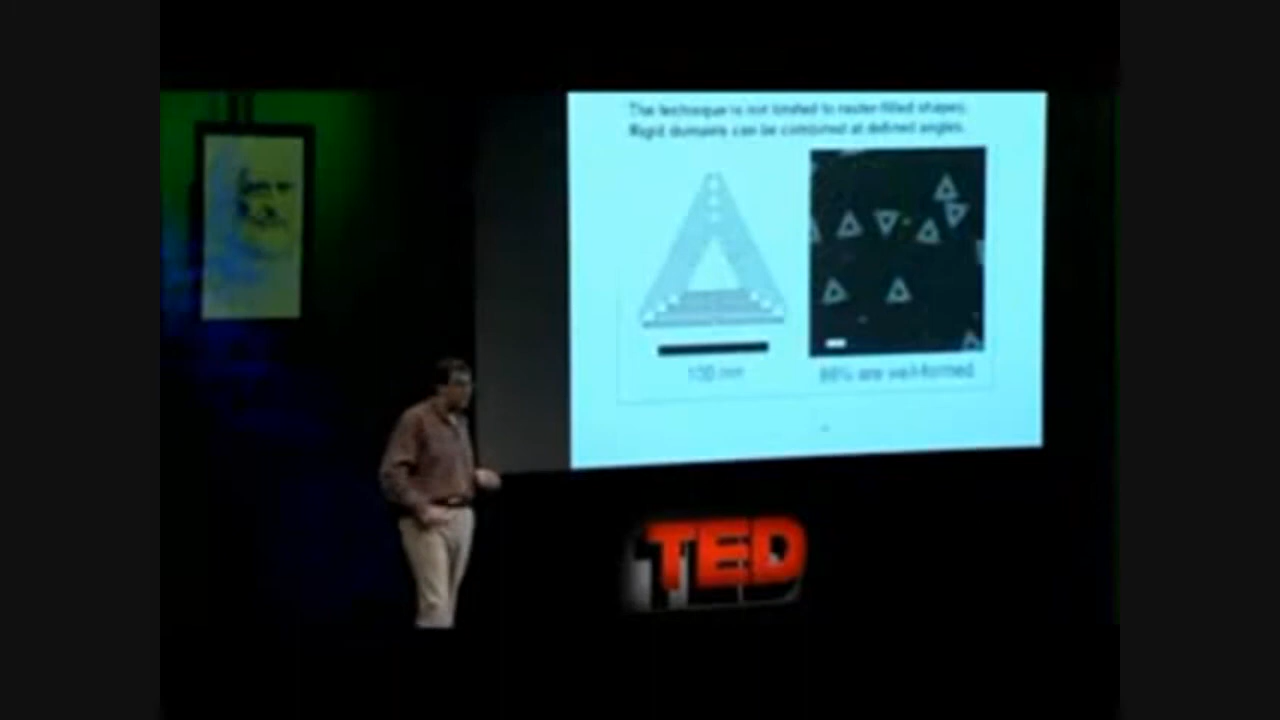 The technique is not limited to raster-filled shapes.
Rigid domains can be combined at defined angles.
100 nm
88% are well-formed
TED